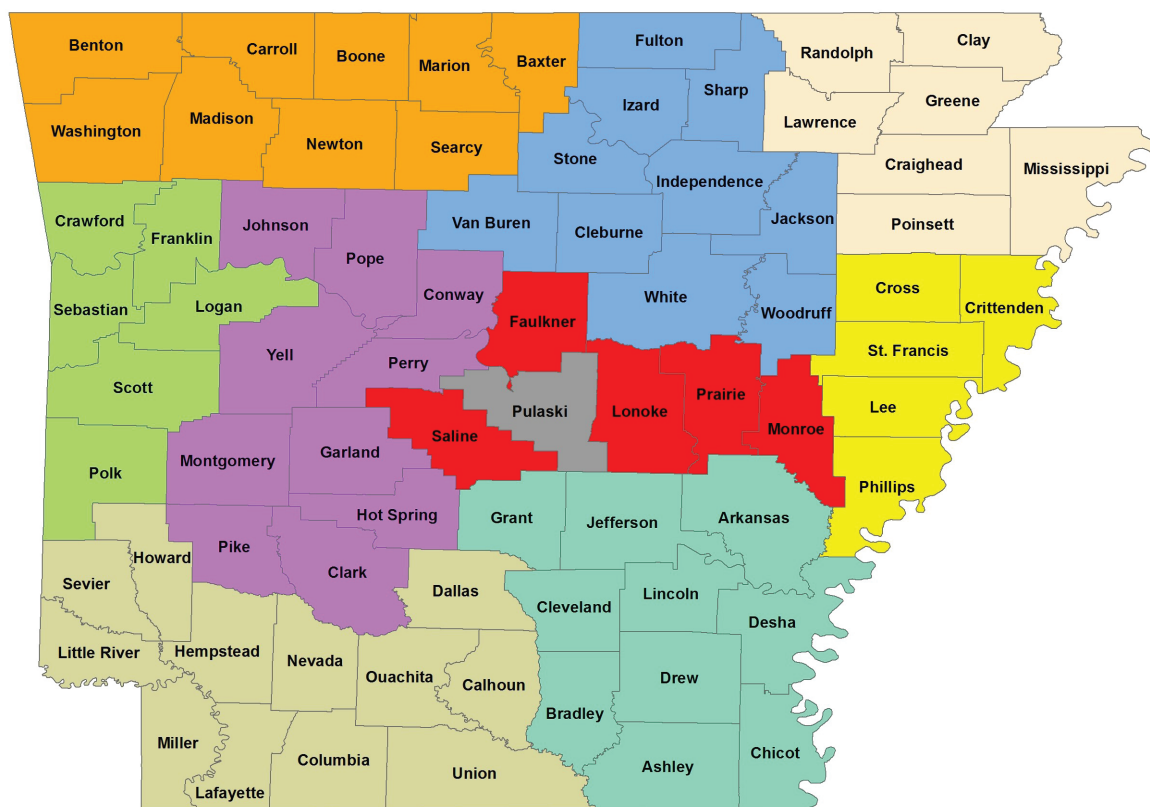 Benton
Carroll
Boone
Marion
Baxter
Fulton
Randolph
Clay
Washington
Madison
Newton
Searcy
Izard
Sharp
Lawrence
Greene
Stone
Independence
Craighead
Mississippi
Crawford
Franklin
Johnson
Pope
Van Buren
Cleburne
Jackson
Poinsett
Sebastian
Logan
Conway
Faulkner
White
Woodruff
Cross
Crittenden
Scott
Yell
Perry
Pulaski
Lonoke
Prairie
Monroe
St. Francis
Lee
Polk
Montgomery
Garland
Saline
Phillips
Hot Spring
Grant
Jefferson
Arkansas
Howard
Pike
Clark
Sevier
Dallas
Cleveland
Lincoln
Desha
Little River
Hempstead
Nevada
Ouachita
Calhoun
Drew
Bradley
Miller
Lafayette
Columbia
Union
Ashley
Chicot